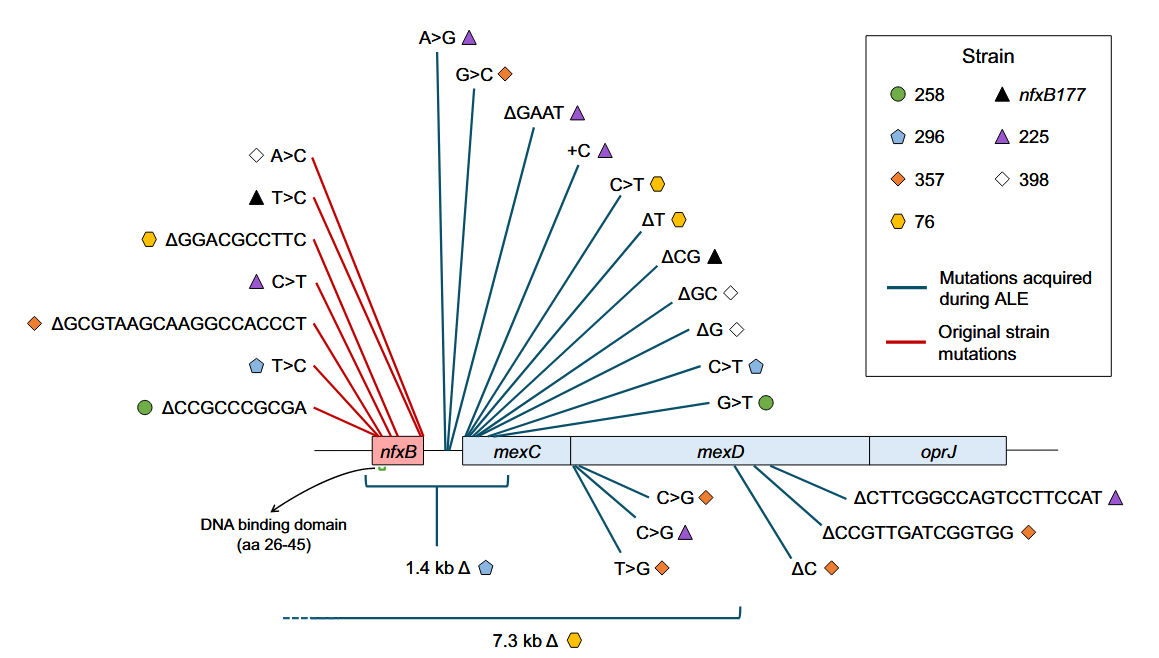 A>G
G>C
ΔGAAT
+C
C>T
ΔT
ΔCG
ΔGC
ΔG
C>T
G>T
A>C
T>C
ΔGGACGCCTTC
C>T
ΔGCGTAAGCAAGGCCACCCT
T>C
ΔCCGCCCGCGA
nfxB
mexC
mexD
oprJ
DNA binding domain
(aa 26-45)
1.4 kb Δ
7.3 kb Δ
C>G
C>G
T>G
ΔCTTCGGCCAGTCCTTCCAT
ΔCCGTTGATCGGTGG
ΔC
Strain
258
nfxB177
296
225
357
398
76
Mutations acquired
during ALE
Original strain
mutations